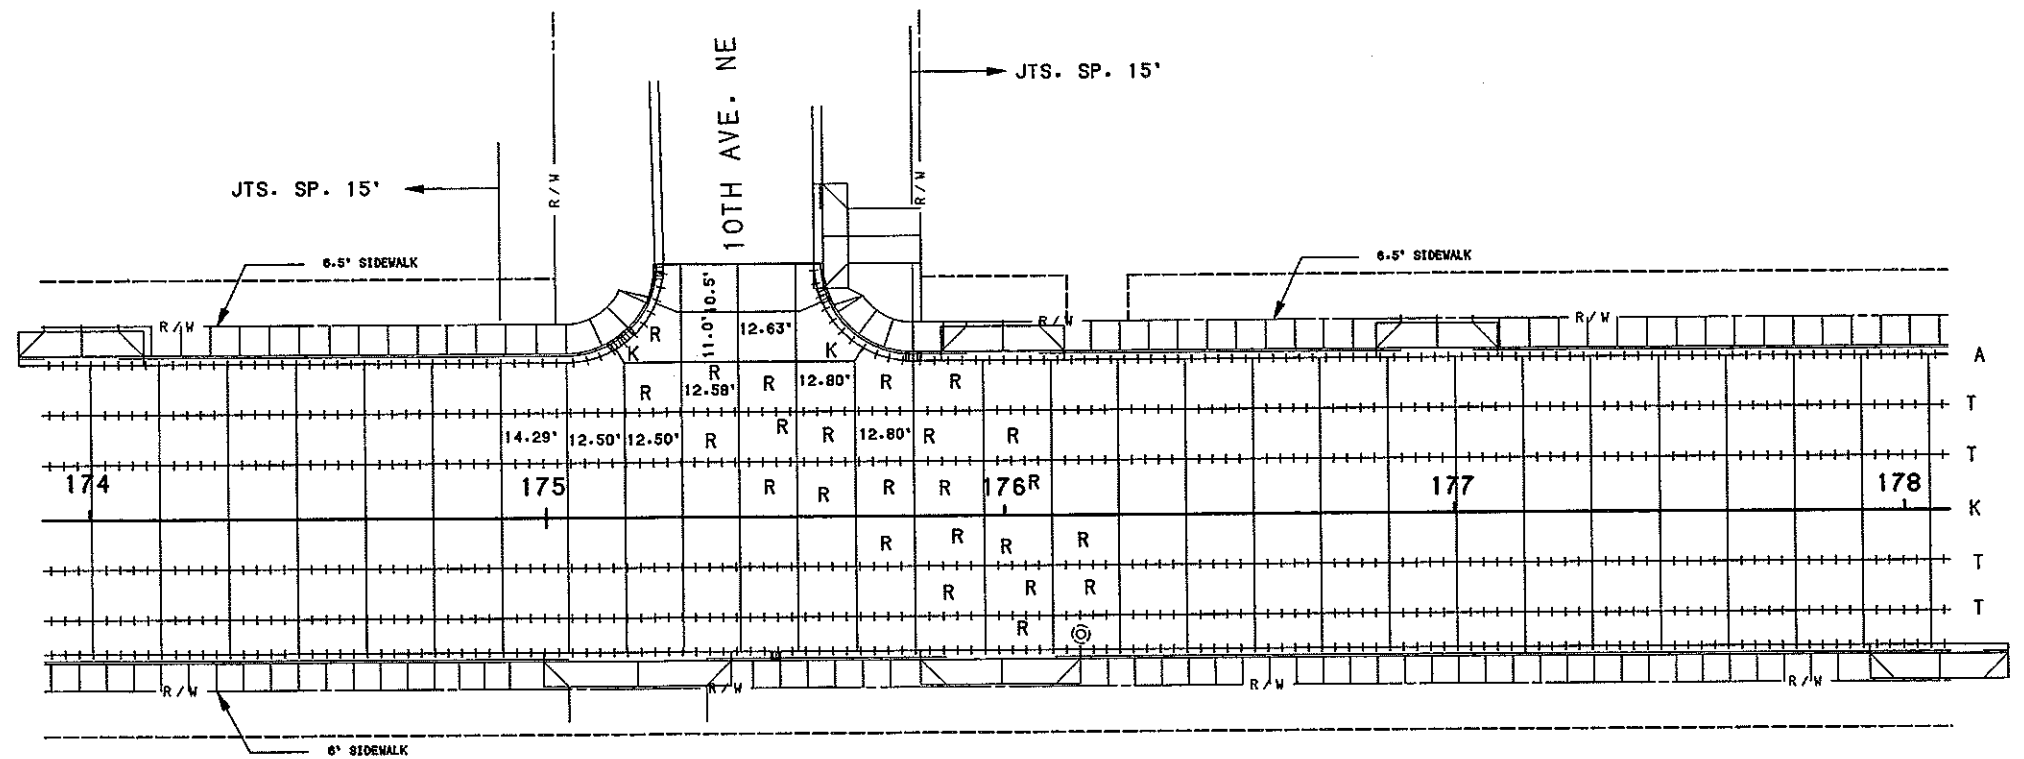 10TH AVE. NE
JTS. SP. 15'
JTS. SP. 15'
R/W
R/W
6.5' SIDEWALK
6.5' SIDEWALK
10.5'
R/W
R/W
R/W
R
11.0'
12.63'
K
K
A
R
R
12.58'
R
12.80'
R
R
T
14.29'
12.50'
12.50'
R
R
R
12.80'
R
R
T
174
175
R
R
R
R
176
R
177
178
K
R
R
R
R
T
R
R
R
T
R
R/W
R/W
R/W
R/W
6' SIDEWALK